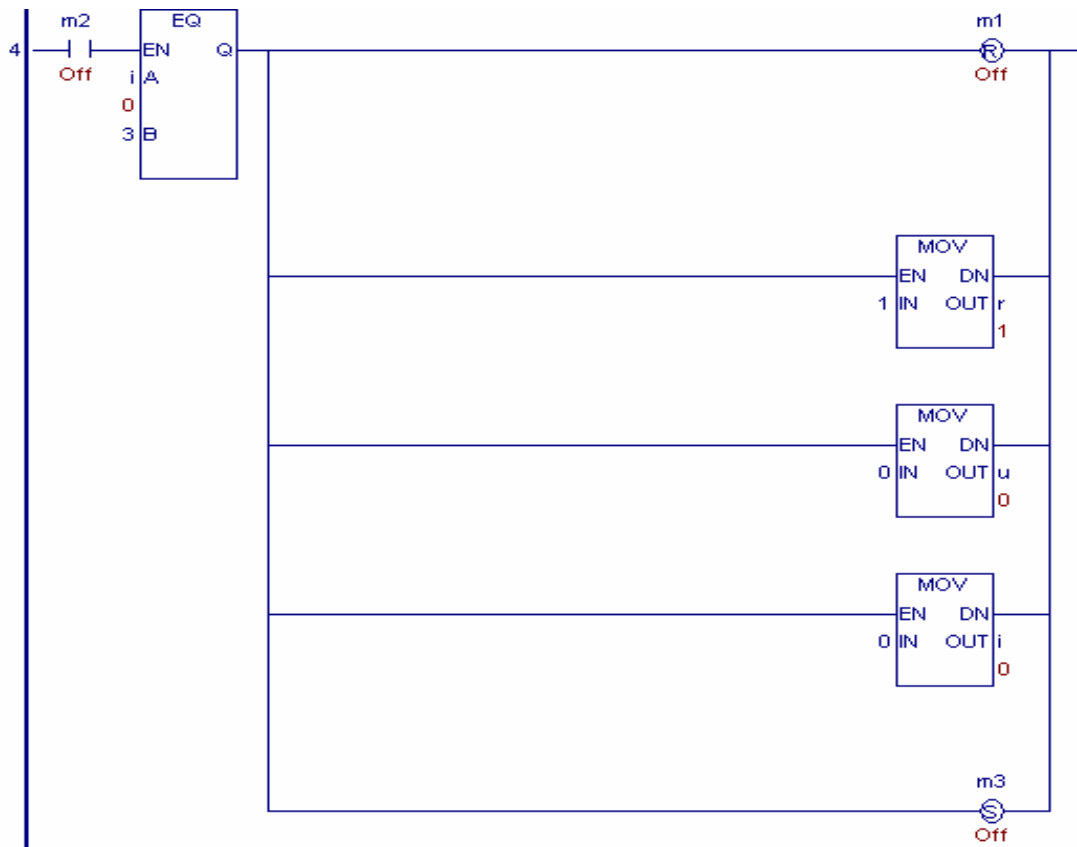 m2 EQ m1
4 EN Q R
Off i A Off
0
3 B
MOV
EN DN
1 IN OUT r
1
MOV
EN DN
0 IN OUT u
0
MOV
EN DN
0 IN OUT i
0
m3
S
Off